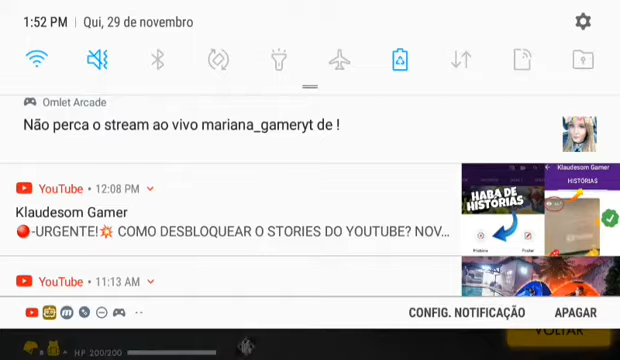 1:52 PM | Qui, 29 de novembro
Omlet Arcade
Não perca o stream ao vivo mariana_gameryt de !
YouTube • 12:08 PM
Klaudesom Gamer
🔴-URGENTE!💥 COMO DESBLOQUEAR O STORIES DO YOUTUBE? NOV…
HABA DE
HISTÓRIAS
Klaudesom Gamer
HISTÓRIAS
YouTube • 11:13 AM
CONFIG. NOTIFICAÇÃO
APAGAR
VOLTAR
HP 200/200